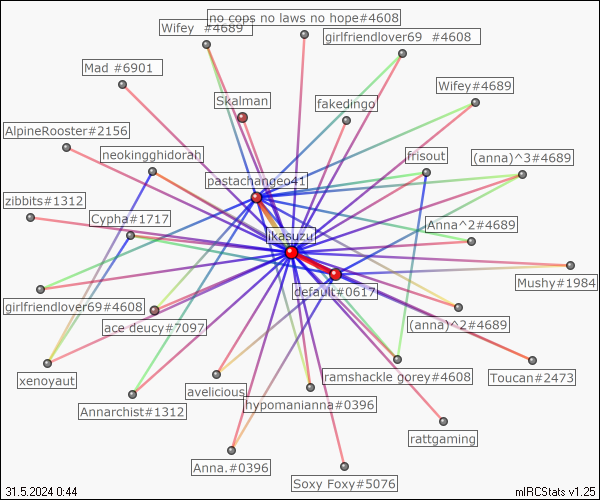 no cops no laws no hope#4608
Wifey  #4689
girlfriendlover69  #4608
Mad #6901
Wifey#4689
Skalman
fakedingo
AlpineRooster#2156
neokingghidorah
frisout
(anna)^3#4689
pastachangeo41
zibbits#1312
Cypha#1717
Anna^2#4689
ikasuzu
Mushy#1984
default#0617
girlfriendlover69#4608
ace deucy#7097
(anna)^2#4689
xenoyaut
ramshackle gorey#4608
Toucan#2473
avelicious
hypomanianna#0396
Annarchist#1312
rattgaming
Anna.#0396
Soxy Foxy#5076
31.5.2024 0:44
mIRCStats v1.25